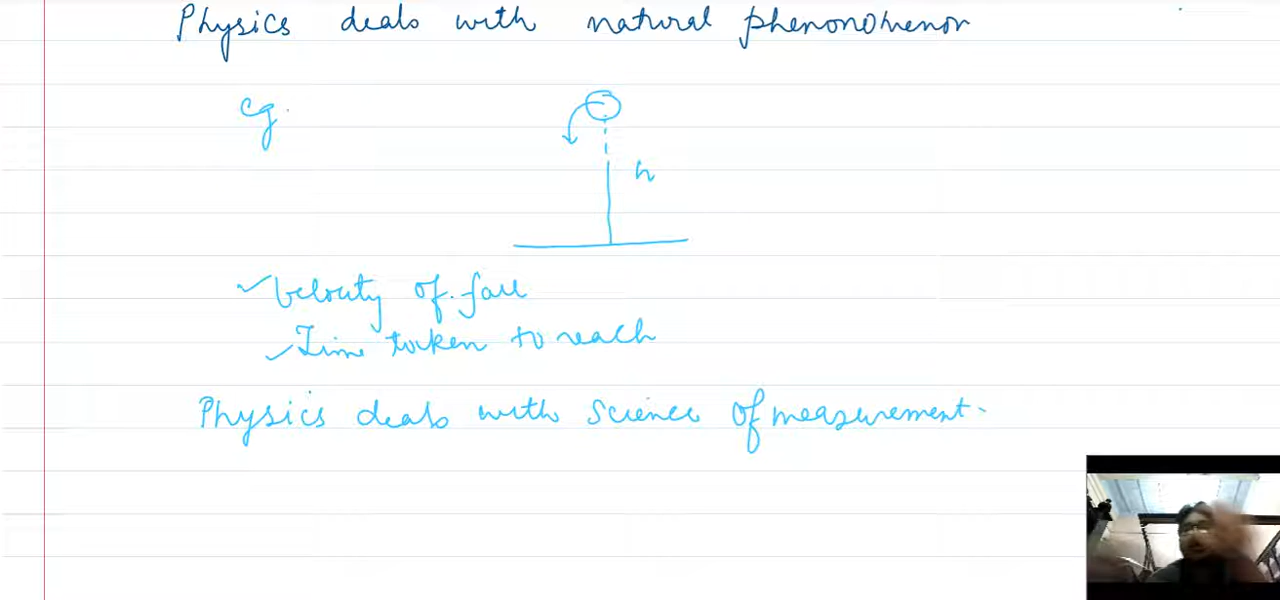 Physics deals with natural phenonomenon
eg.
h
✓ Velocity of fall
✓ Time taken to reach
Physics deals with science of measurement.